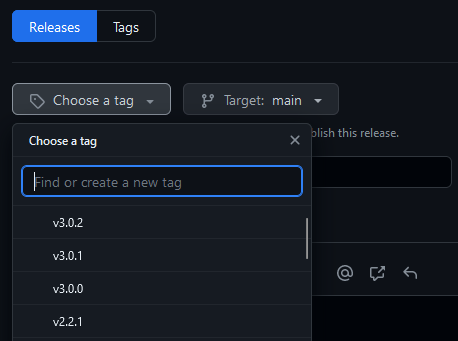 Releases Tags
Choose a tag Target: main
Choose a tag
blish this release.
Find or create a new tag
v3.0.2
v3.0.1
v3.0.0
v2.2.1